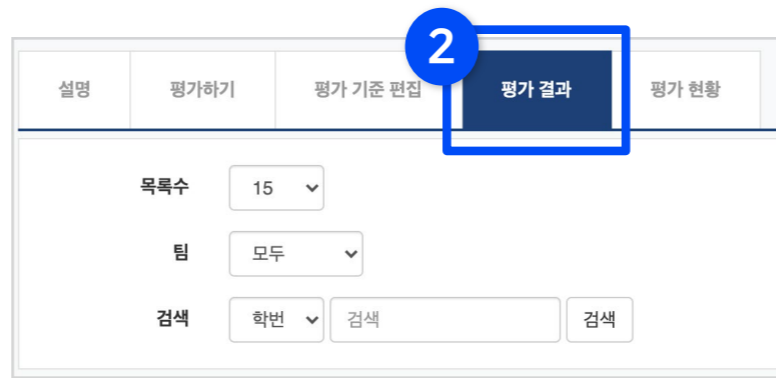 2
설명 평가하기 평가 기준 편집 평가 결과 평가 현황
목록수 15
팀 모두
검색 학번 검색 검색